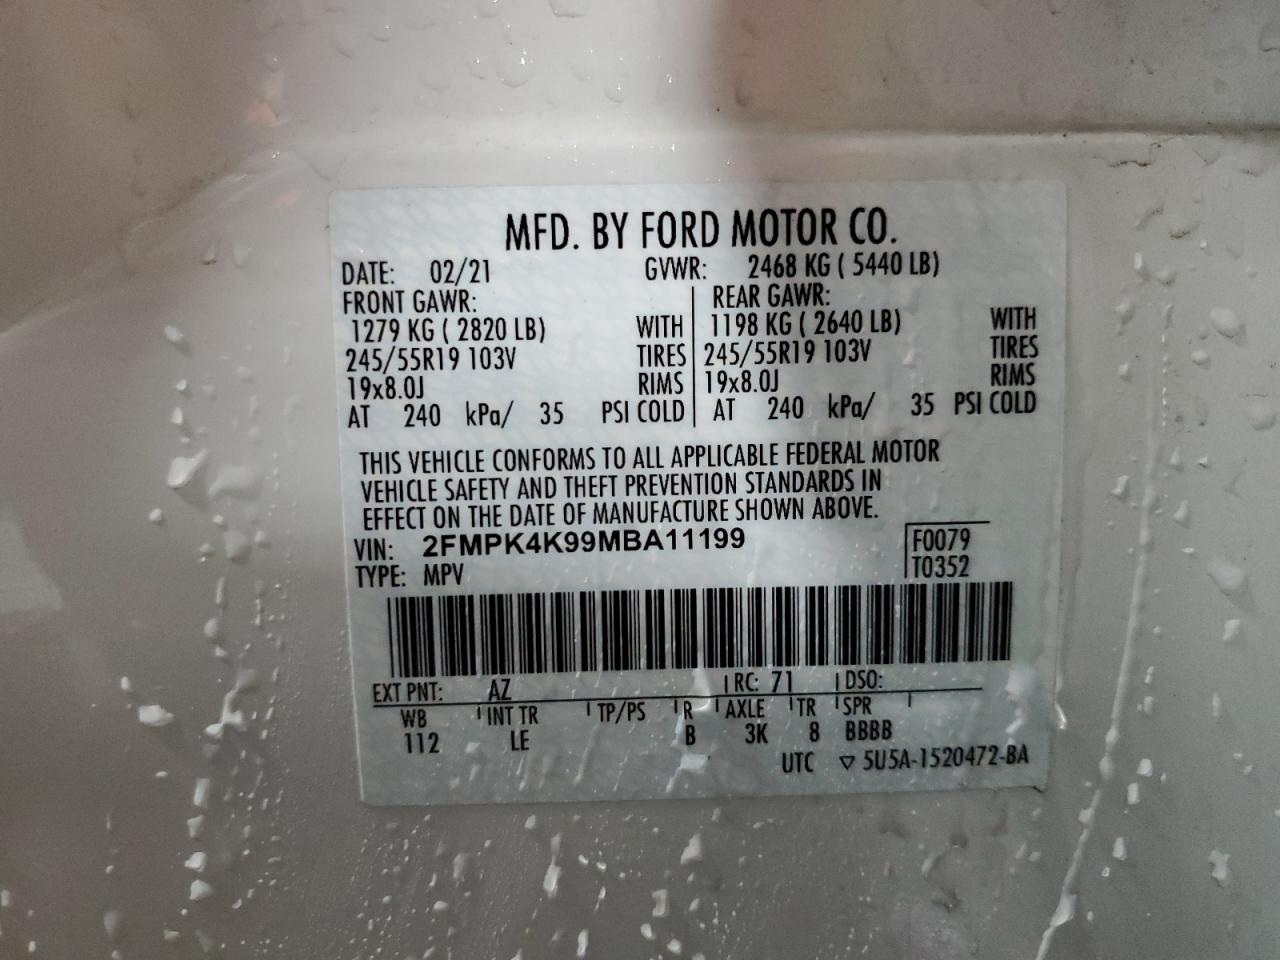 MFD. BY FORD MOTOR CO.
DATE: 02/21 GVWR: 2468 KG ( 5440 LB)
FRONT GAWR: REAR GAWR:
1279 KG ( 2820 LB) WITH 1198 KG ( 2640 LB) WITH
245/55R19 103V TIRES 245/55R19 103V TIRES
19x8.0J RIMS 19x8.0J RIMS
AT 240 kPa/ 35 PSI COLD AT 240 kPa/ 35 PSI COLD
THIS VEHICLE CONFORMS TO ALL APPLICABLE FEDERAL MOTOR
VEHICLE SAFETY AND THEFT PREVENTION STANDARDS IN
EFFECT ON THE DATE OF MANUFACTURE SHOWN ABOVE.
VIN: 2FMPK4K99MBA11199 F0079
TYPE: MPV T0352
EXT PNT: AZ RC: 71 DSO:
WB INT TR TP/PS R AXLE TR SPR
112 LE B 3K 8 BBBB
UTC ▽ 5U5A-1520472-BA